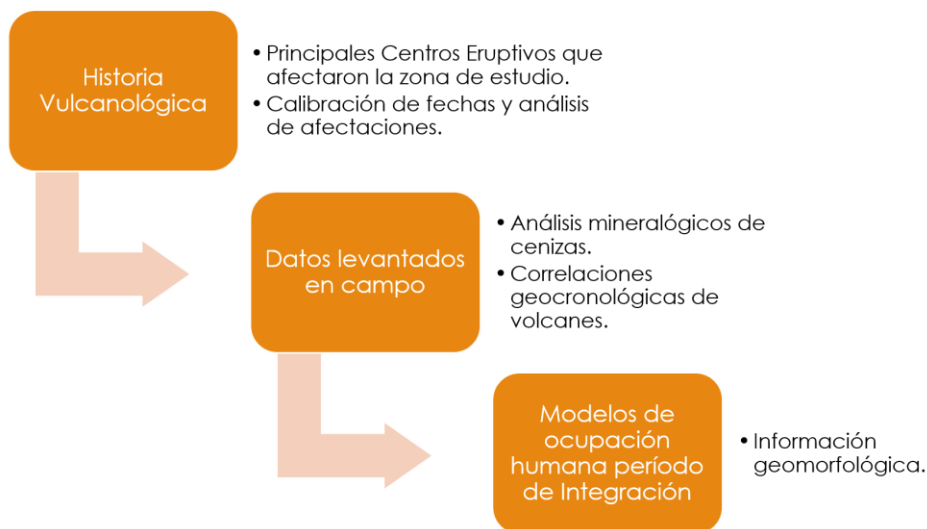 Historia
Vulcanológica
• Principales Centros Eruptivos que
afectaron la zona de estudio.
• Calibración de fechas y análisis
de afectaciones.
Datos levantados
en campo
• Análisis mineralógicos de
cenizas.
• Correlaciones
geocronológicas de
volcanes.
Modelos de
ocupación
humana período
de Integración
• Información
geomorfológica.